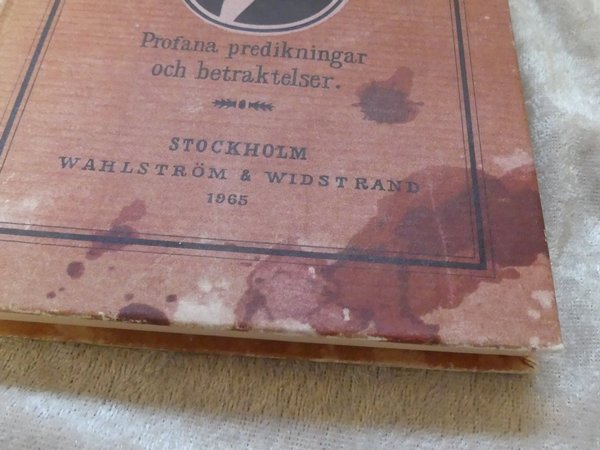 Profana predikningar
och betraktelser.
STOCKHOLM
WAHLSTRÖM & WIDSTRAND
1965